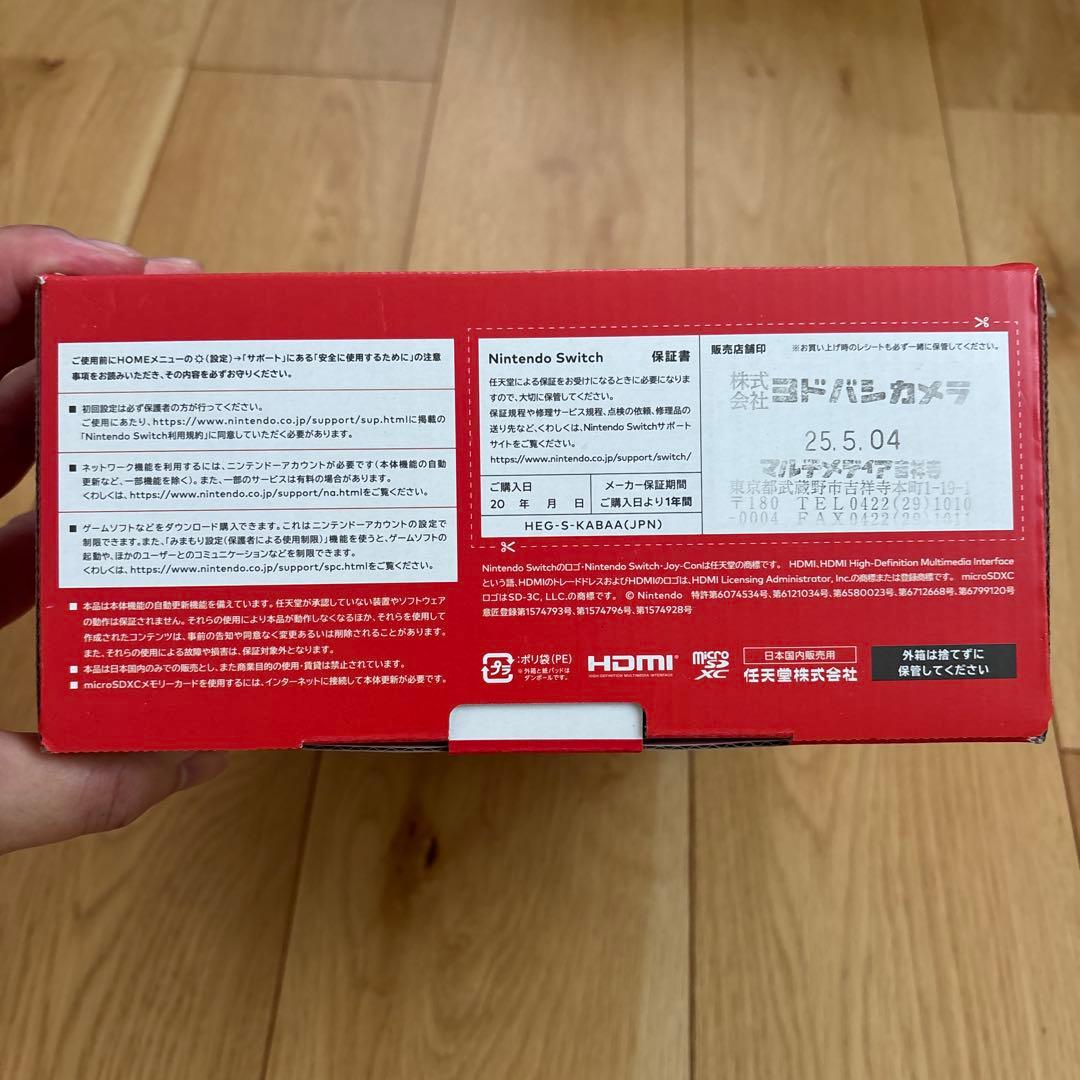 ご使用前にHOMEメニューの（設定）→「サポート」にある「安全に使用するために」の注意
事項をお読みいただき、その内容を必ずお守りください。
■ 初回設定は必ず保護者の方が行ってください。
ご使用にあたり、https://www.nintendo.co.jp/support/sup.htmlに掲載の
「Nintendo Switch利用規約」に同意していただく必要があります。
■ ネットワーク機能を利用するには、ニンテンドーアカウントが必要です（本体機能の自動
更新など、一部機能を除く）。また、一部のサービスは有料の場合があります。
くわしくは、https://www.nintendo.co.jp/support/na.htmlをご覧ください。
■ ゲームソフトなどをダウンロード購入できます。これはニンテンドーアカウントの設定で
制限できます。また、「みまもり設定（保護者による使用制限）」機能を使うと、ゲームソフトの
起動や、ほかのユーザーとのコミュニケーションなどを制限できます。
くわしくは、https://www.nintendo.co.jp/support/spc.htmlをご覧ください。
■ 本品は本体機能の自動更新機能を備えています。任天堂が承認していない装置やソフトウェア
の動作は保証されません。それらの使用により本品が動作しなくなるほか、それらを使用して
作成されたコンテンツは、事前の告知や同意なく変更あるいは削除されることがあります。
また、それらの使用による故障や損害は、保証対象外となります。
■ 本品は日本国内のみでの販売とし、また商業目的の使用・賃貸は禁止されています。
■ microSDXCメモリーカードを使用するには、インターネットに接続して本体更新が必要です。
Nintendo Switch 保証書
任天堂による保証をお受けになるときに必要になりま
すので、大切に保管してください。
保証規程や修理サービス規程、点検の依頼、修理品の
送り先など、くわしくは、Nintendo Switchサポート
サイトをご覧ください。
https://www.nintendo.co.jp/support/switch/
ご購入日 メーカー保証期間
20 年 月 日 ご購入日より1年間
HEG-S-KABAA(JPN)
販売店舗印 ※お買い上げ時のレシートも必ず一緒に保管してください。
株式会社 ヨドバシカメラ
25.5.04
マルチメディア吉祥寺
東京都武蔵野市吉祥寺本町1-19-1
〒180 TEL0422(29)1010
-0004 FAX0422(29)1011
Nintendo Switchのロゴ・Nintendo Switch・Joy-Conは任天堂の商標です。 HDMI、HDMI High-Definition Multimedia Interface
という語、HDMIのトレードドレスおよびHDMIのロゴは、HDMI Licensing Administrator, Inc.の商標または登録商標です。 microSDXC
ロゴはSD-3C, LLC.の商標です。 © Nintendo 特許第6074534号、第6121034号、第6580023号、第6712668号、第6799120号
意匠登録第1574793号、第1574796号、第1574928号
プラ :ポリ袋(PE)
※外箱と紙パッドは
ダンボールです。
HDMI
HIGH-DEFINITION MULTIMEDIA INTERFACE
micro
SD
XC
日本国内販売用
任天堂株式会社
外箱は捨てずに
保管してください